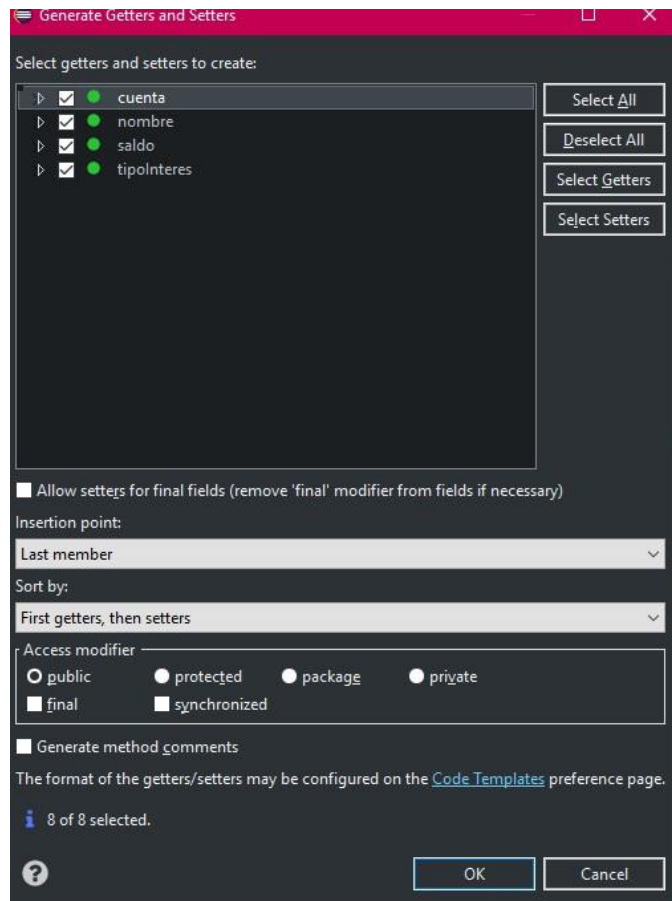 Generate Getters and Setters
Select getters and setters to create:
cuenta
nombre
saldo
tipoInteres
Select All
Deselect All
Select Getters
Select Setters
Allow setters for final fields (remove 'final' modifier from fields if necessary)
Insertion point:
Last member
Sort by:
First getters, then setters
Access modifier
public protected package private
final synchronized
Generate method comments
The format of the getters/setters may be configured on the Code Templates preference page.
i 8 of 8 selected.
? OK Cancel